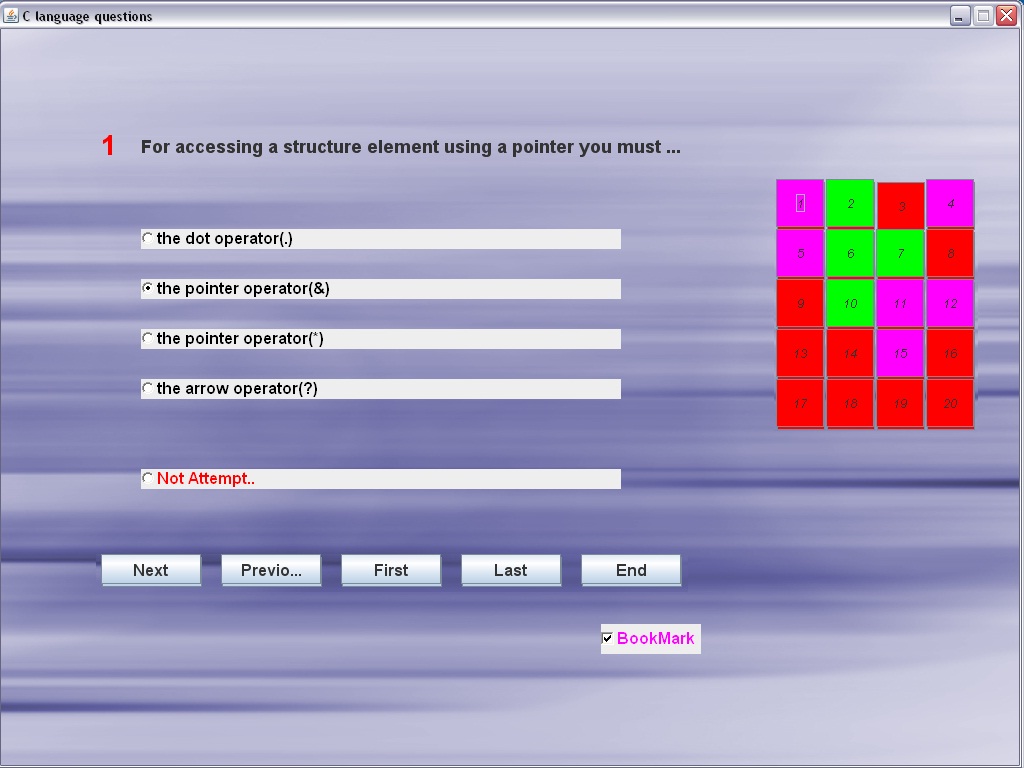 C language questions
1 For accessing a structure element using a pointer you must ...
the dot operator(.)
the pointer operator(&)
the pointer operator(*)
the arrow operator(?)
Not Attempt..
1 2 3 4
5 6 7 8
9 10 11 12
13 14 15 16
17 18 19 20
Next Previo... First Last End
BookMark